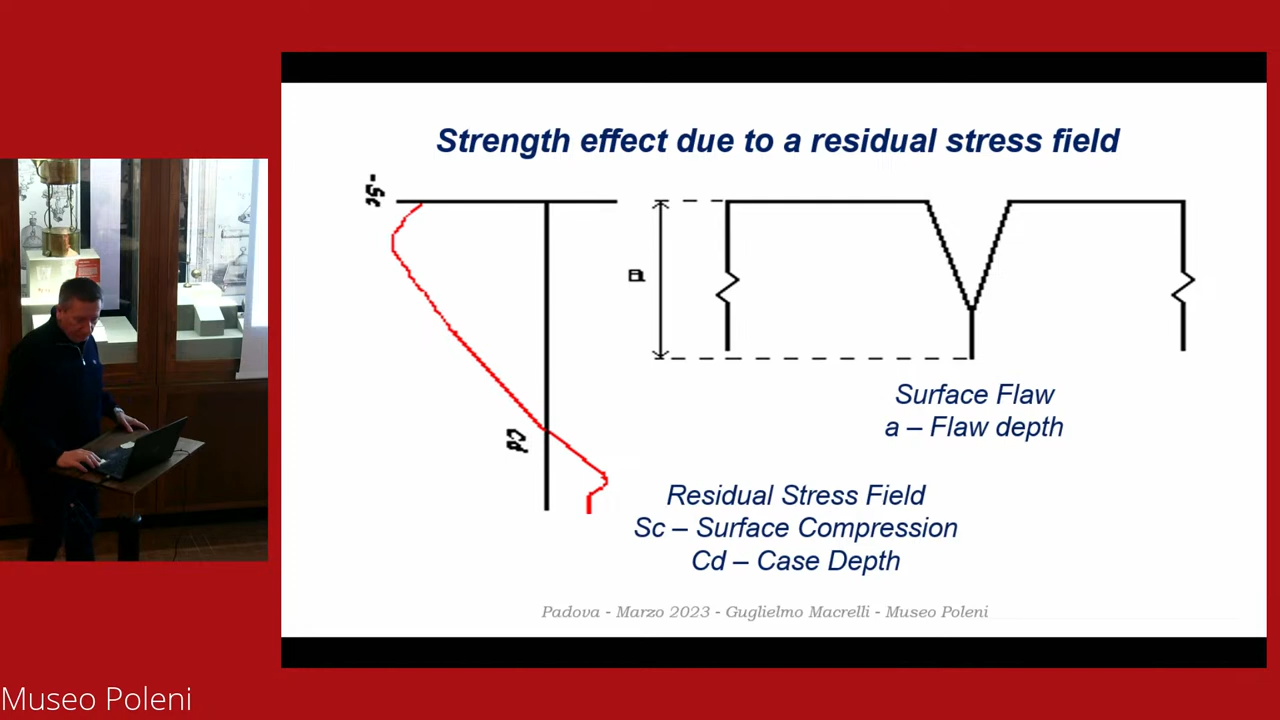 Strength effect due to a residual stress field
-Sc
a
Surface Flaw
a – Flaw depth
Cd
Residual Stress Field
Sc – Surface Compression
Cd – Case Depth
Padova - Marzo 2023 - Guglielmo Macrelli - Museo Poleni
Museo Poleni